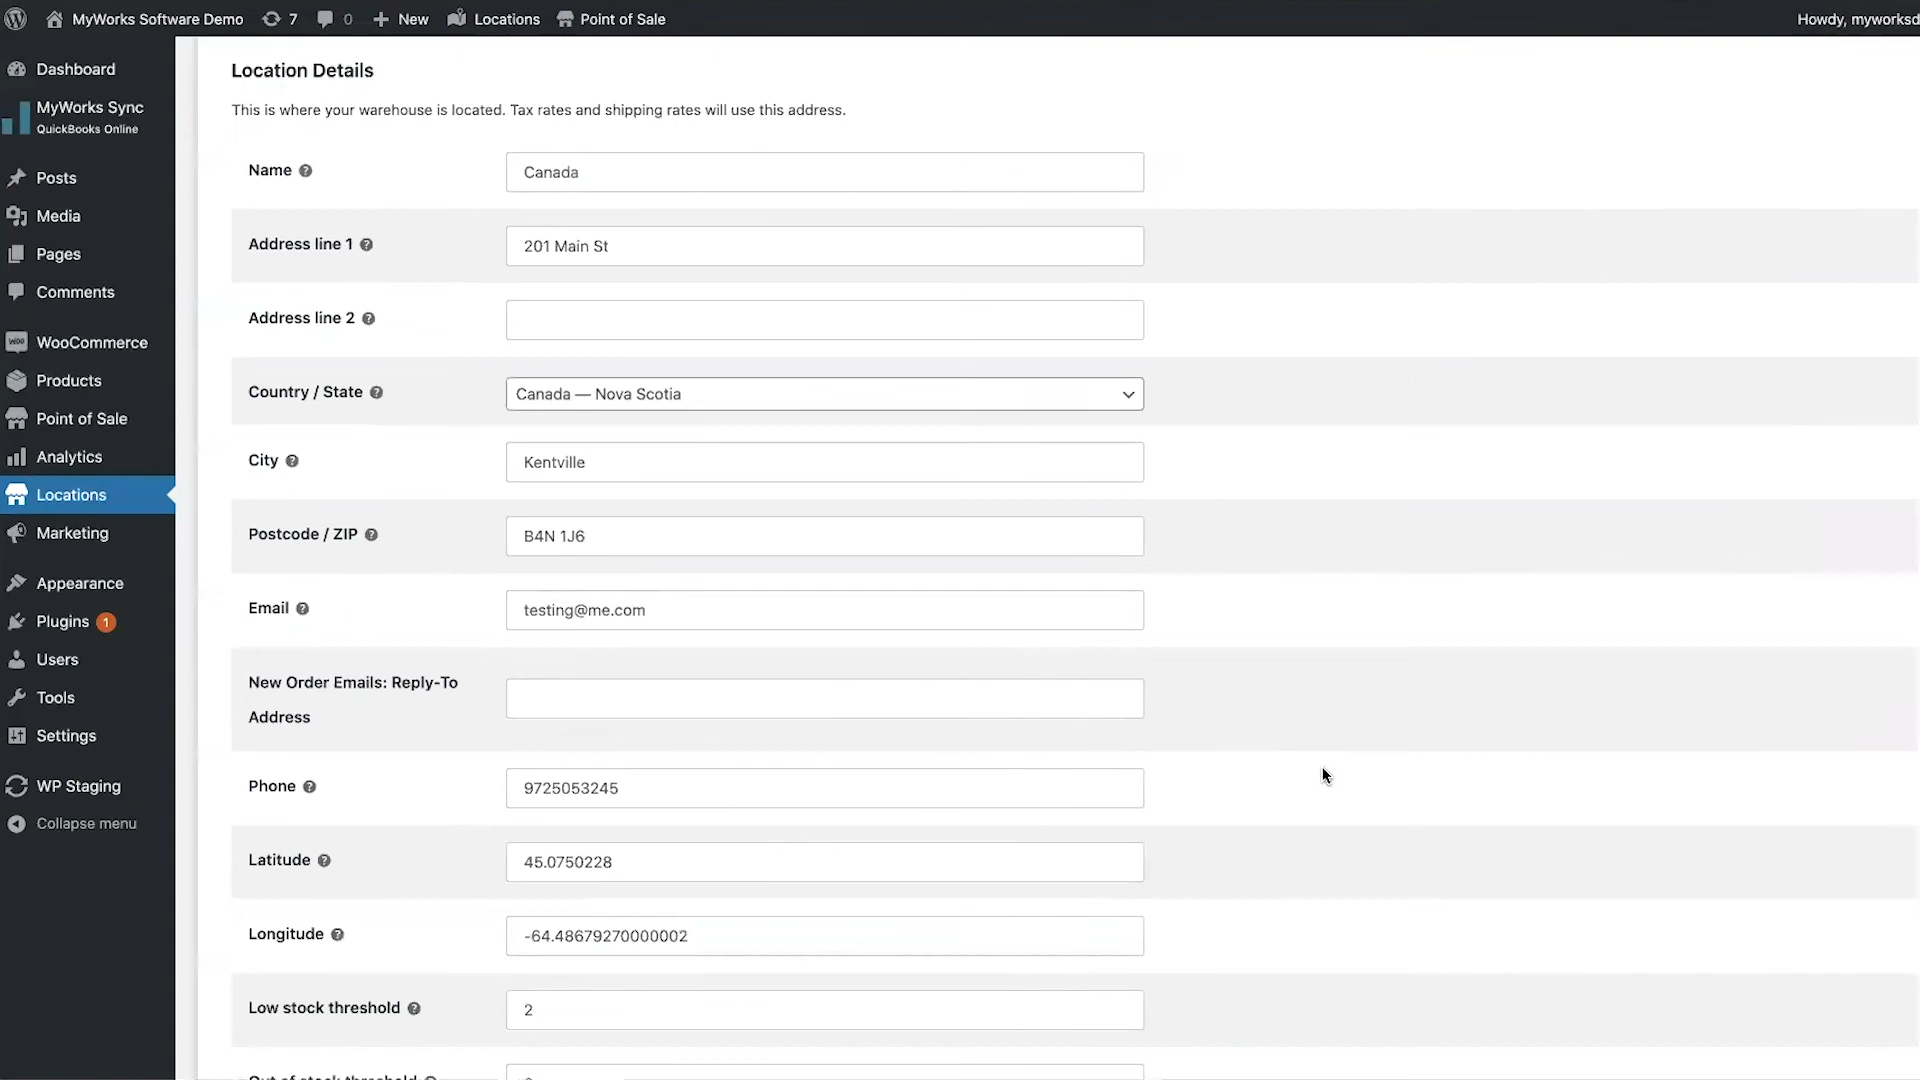 MyWorks Software Demo 7 0 New Locations Point of Sale Howdy, myworksd
Dashboard
MyWorks Sync
QuickBooks Online
Posts
Media
Pages
Comments
WooCommerce
Products
Point of Sale
Analytics
Locations
Marketing
Appearance
Plugins 1
Users
Tools
Settings
WP Staging
Collapse menu
Location Details
This is where your warehouse is located. Tax rates and shipping rates will use this address.
Name Canada
Address line 1 201 Main St
Address line 2
Country / State Canada — Nova Scotia
City Kentville
Postcode / ZIP B4N 1J6
Email testing@me.com
New Order Emails: Reply-To
Address
Phone 9725053245
Latitude 45.0750228
Longitude -64.48679270000002
Low stock threshold 2
Out of stock threshold